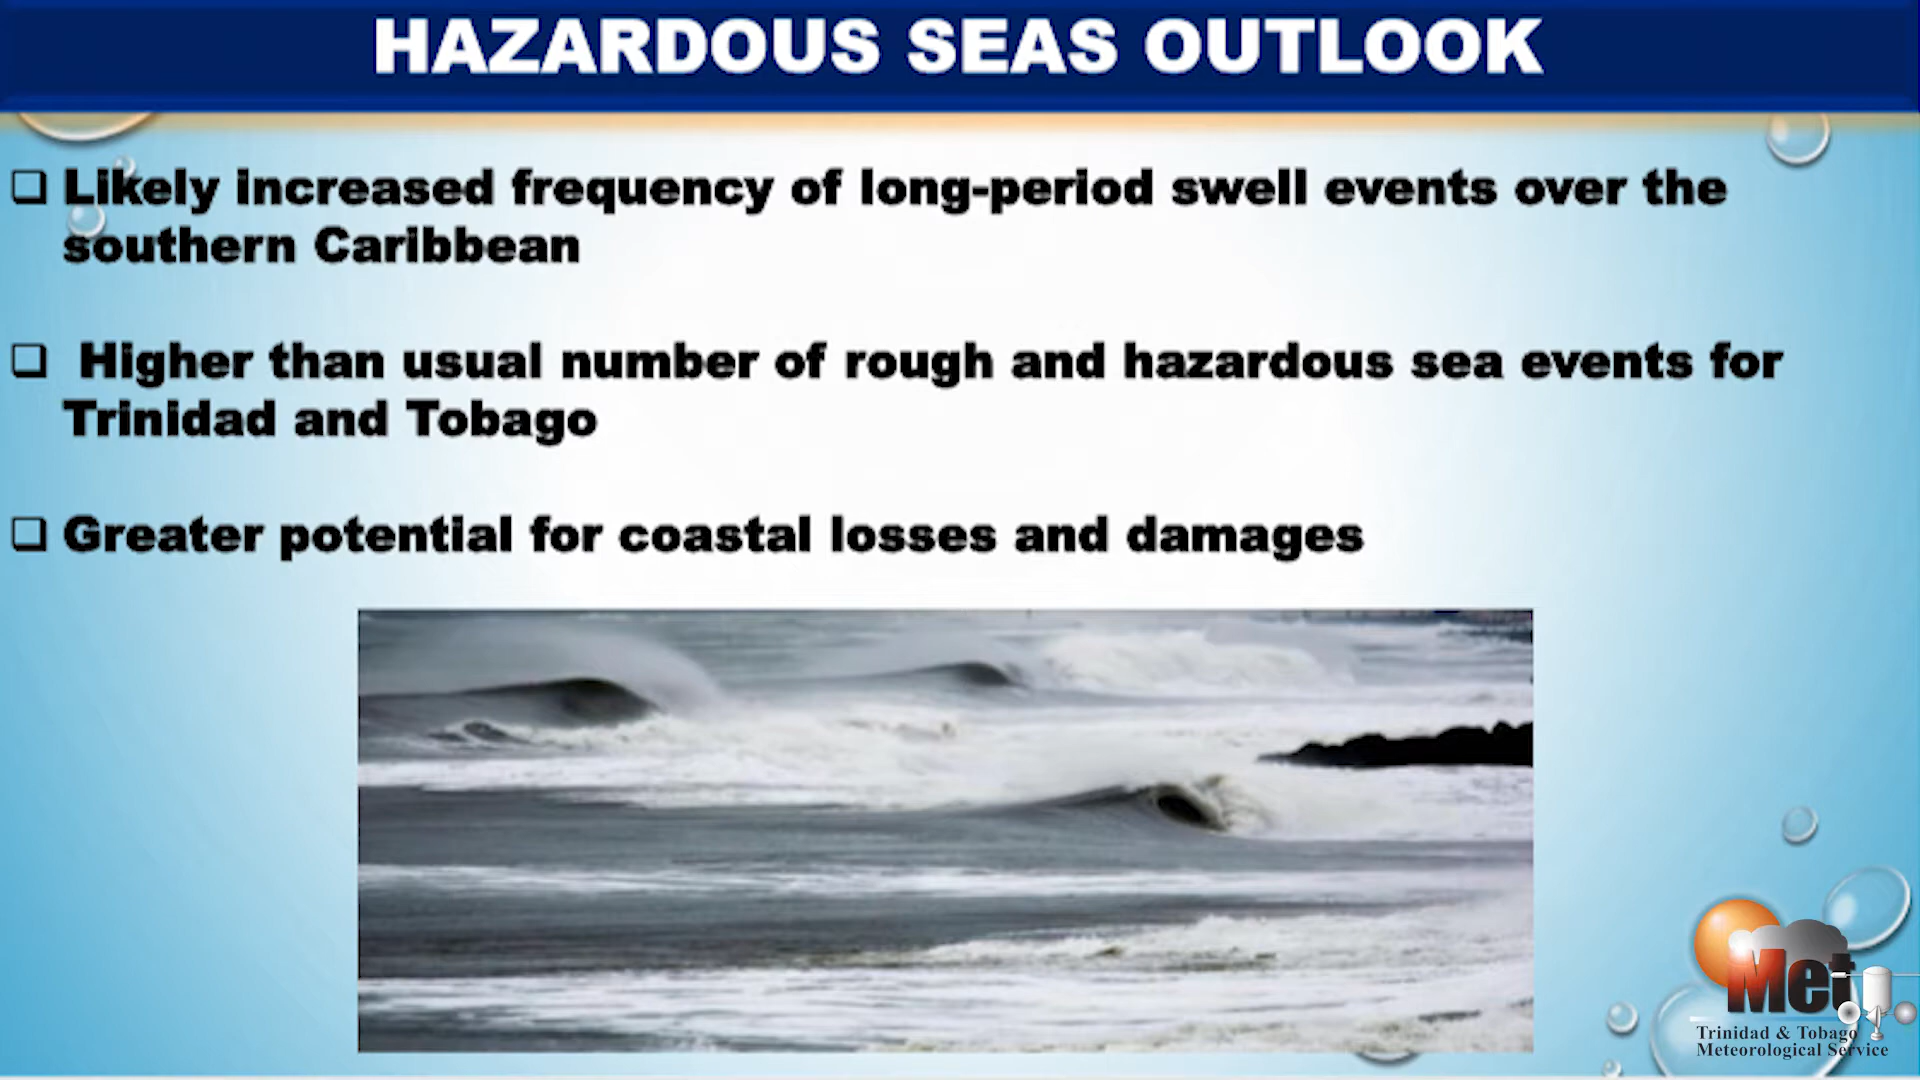 HAZARDOUS SEAS OUTLOOK
Likely increased frequency of long-period swell events over the
southern Caribbean
Higher than usual number of rough and hazardous sea events for
Trinidad and Tobago
Greater potential for coastal losses and damages
Met
Trinidad & Tobago
Meteorological Service